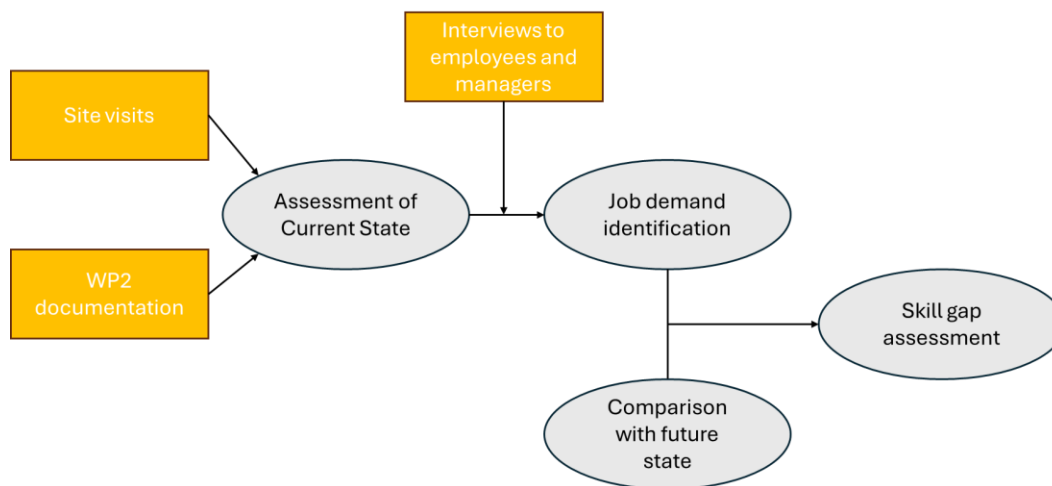 Interviews to
employees and
managers
Site visits
Assessment of
Current State
Job demand
identification
WP2
documentation
Skill gap
assessment
Comparison
with future
state